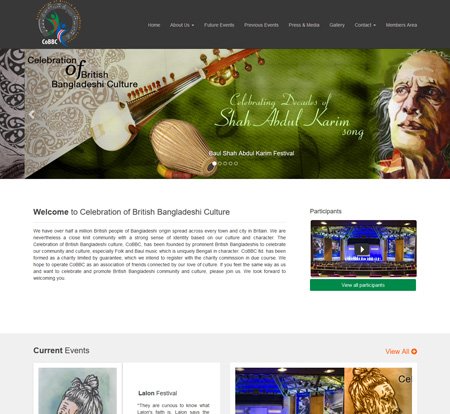 CoBBC
Home About Us Future Events Previous Events Press & Media Gallery Contact Members Area
Celebration
of British
Bangladeshi Culture
Celebrating Decades of
Shah Abdul Karim
song
Baul Shah Abdul Karim Festival
Welcome to Celebration of British Bangladeshi Culture
We have over half a million British people of Bangladeshi origin spread across every town and city in Britain. We are
nevertheless a close knit community with a strong sense of identity based on our culture and character. The
Celebration of British Bangladeshi culture, CoBBC, has been founded by prominent British Bangladeshis to celebrate
our community and culture, especially Folk and Baul music which is uniquely Bengali in character. CoBBC ltd. has been
formed as a charity limited by guarantee, which we intend to register with the charity commission in due course. We
hope to operate CoBBC as an association of friends connected by our love of culture. If you feel the same way as us
and want to celebrate and promote British Bangladeshi community and culture, please join us. We look forward to
welcoming you.
Participants
View all participants
Current Events
View All
Lalon Festival
"They are curious to know what
Lalon's faith is. Lalon says the
Ce